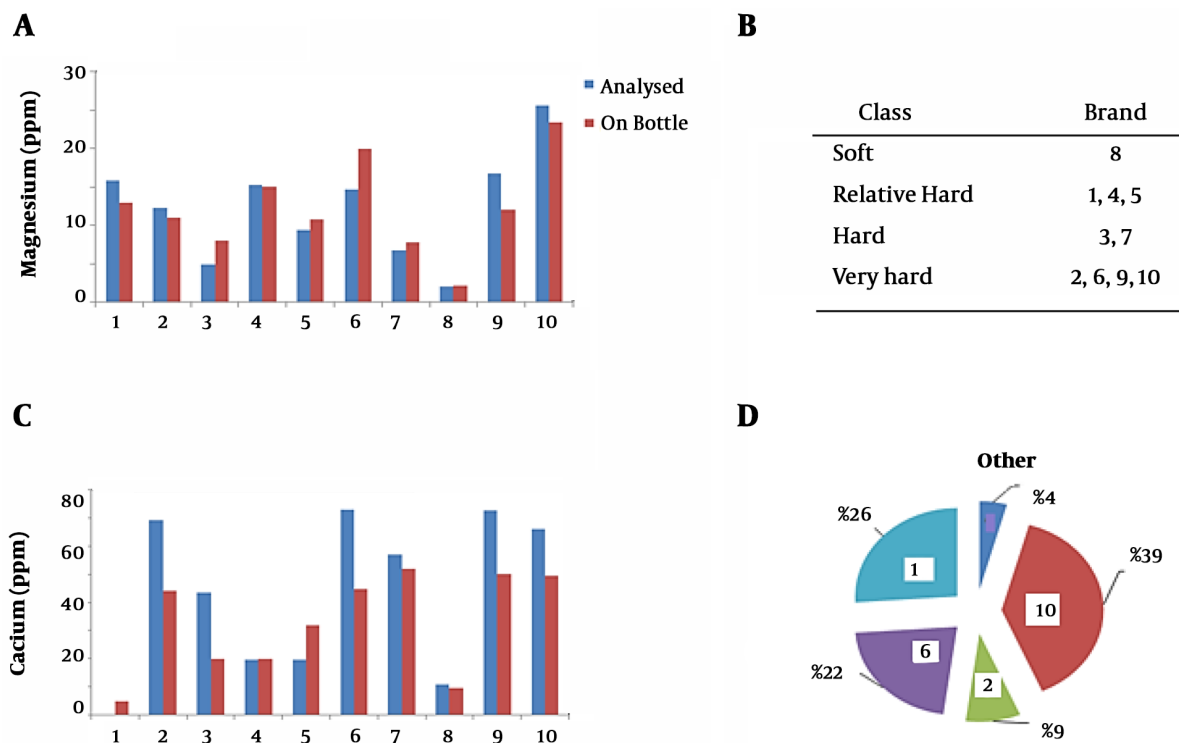 A
Magnesium (ppm)
30
20
10
0
1 2 3 4 5 6 7 8 9 10
Analysed
On Bottle
B
Class Brand
Soft 8
Relative Hard 1, 4, 5
Hard 3, 7
Very hard 2, 6, 9, 10
C
Cacium (ppm)
80
60
40
20
0
1 2 3 4 5 6 7 8 9 10
D
Other
%4
%26
%39
1
10
6
2
%22
%9